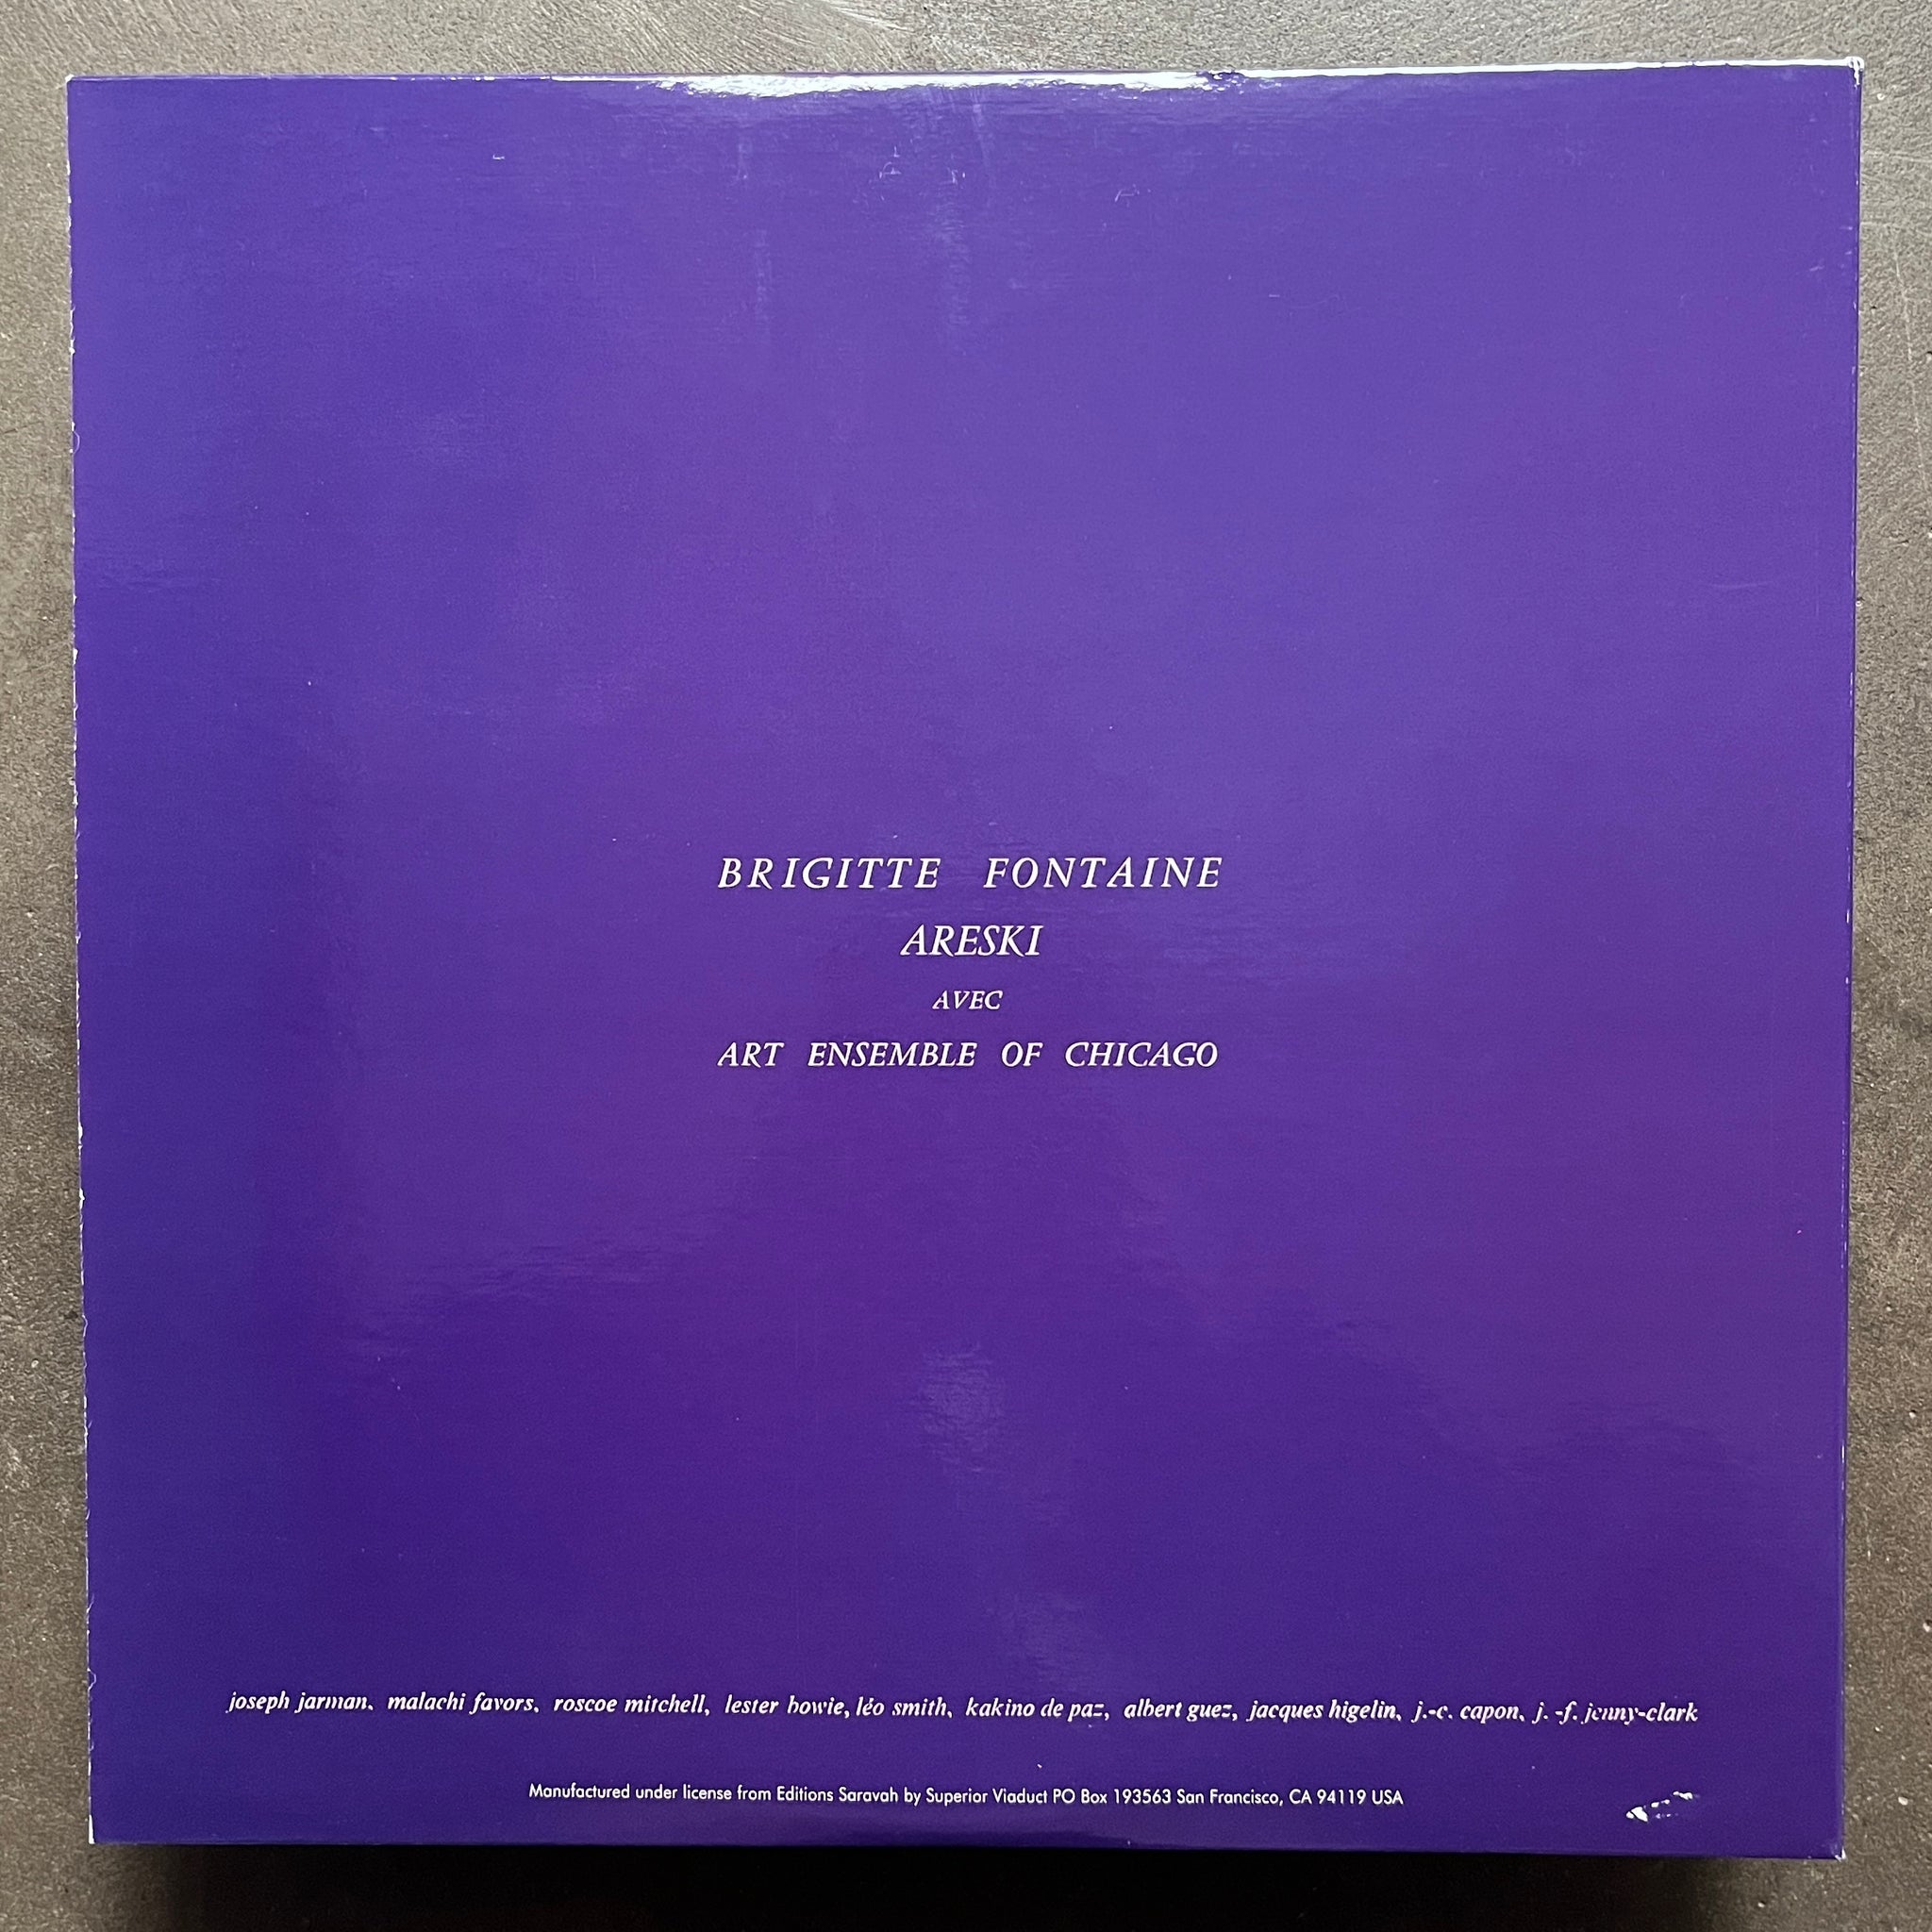 BRIGITTE FONTAINE
ARESKI
AVEC
ART ENSEMBLE OF CHICAGO
joseph jarman, malachi favors, roscoe mitchell, lester bowie, léo smith, kakino de paz, albert guez, jacques higelin, j.-c. capon, j. -f. jenny-clark
Manufactured under license from Editions Saravah by Superior Viaduct PO Box 193563 San Francisco, CA 94119 USA